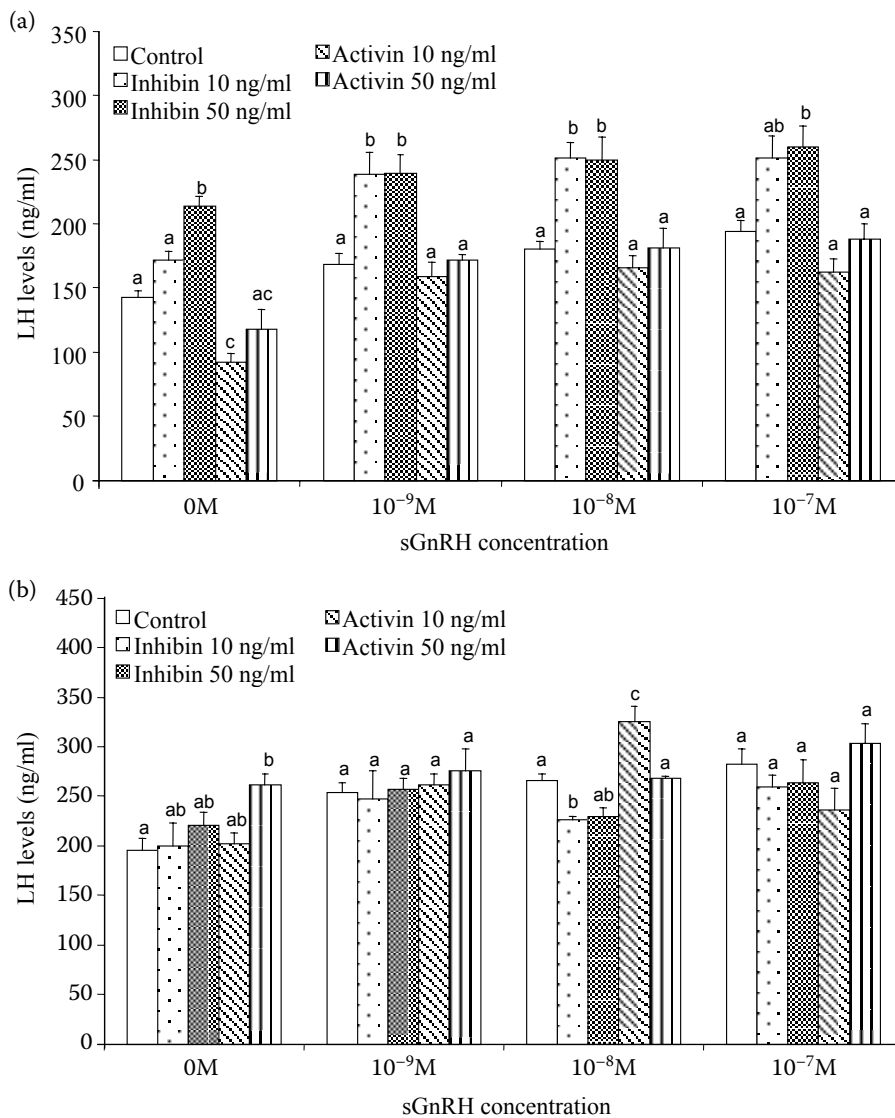 (a)
350
300
250
200
150
100
50
0
LH levels (ng/ml)
Control
Inhibin 10 ng/ml
Inhibin 50 ng/ml
Activin 10 ng/ml
Activin 50 ng/ml
a a b c ac
a b b a a
a b b a a
a ab b a a
0M 10⁻⁹M 10⁻⁸M 10⁻⁷M
sGnRH concentration
(b)
450
400
350
300
250
200
150
100
50
0
LH levels (ng/ml)
Control
Inhibin 10 ng/ml
Inhibin 50 ng/ml
Activin 10 ng/ml
Activin 50 ng/ml
a ab ab ab b
a a a a a
a b ab c a
a a a a a
0M 10⁻⁹M 10⁻⁸M 10⁻⁷M
sGnRH concentration